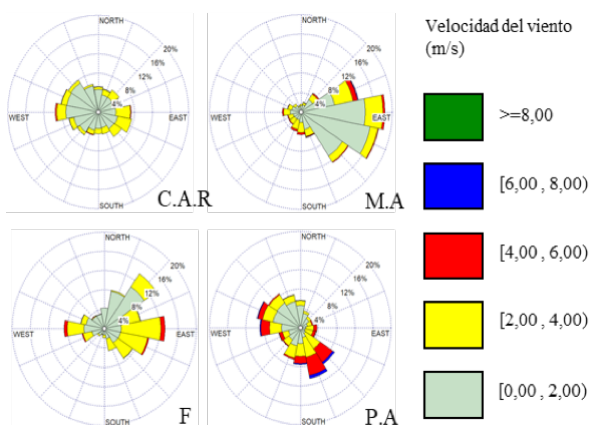 NORTH
20%
16%
12%
8%
4%
WEST
EAST
SOUTH
C.A.R
NORTH
20%
16%
12%
8%
4%
WEST
EAST
SOUTH
M.A
NORTH
20%
16%
12%
8%
4%
WEST
EAST
SOUTH
F
NORTH
20%
16%
12%
8%
4%
WEST
EAST
SOUTH
P.A
Velocidad del viento
(m/s)
>=8,00
[6,00 , 8,00)
[4,00 , 6,00)
[2,00 , 4,00)
[0,00 , 2,00)